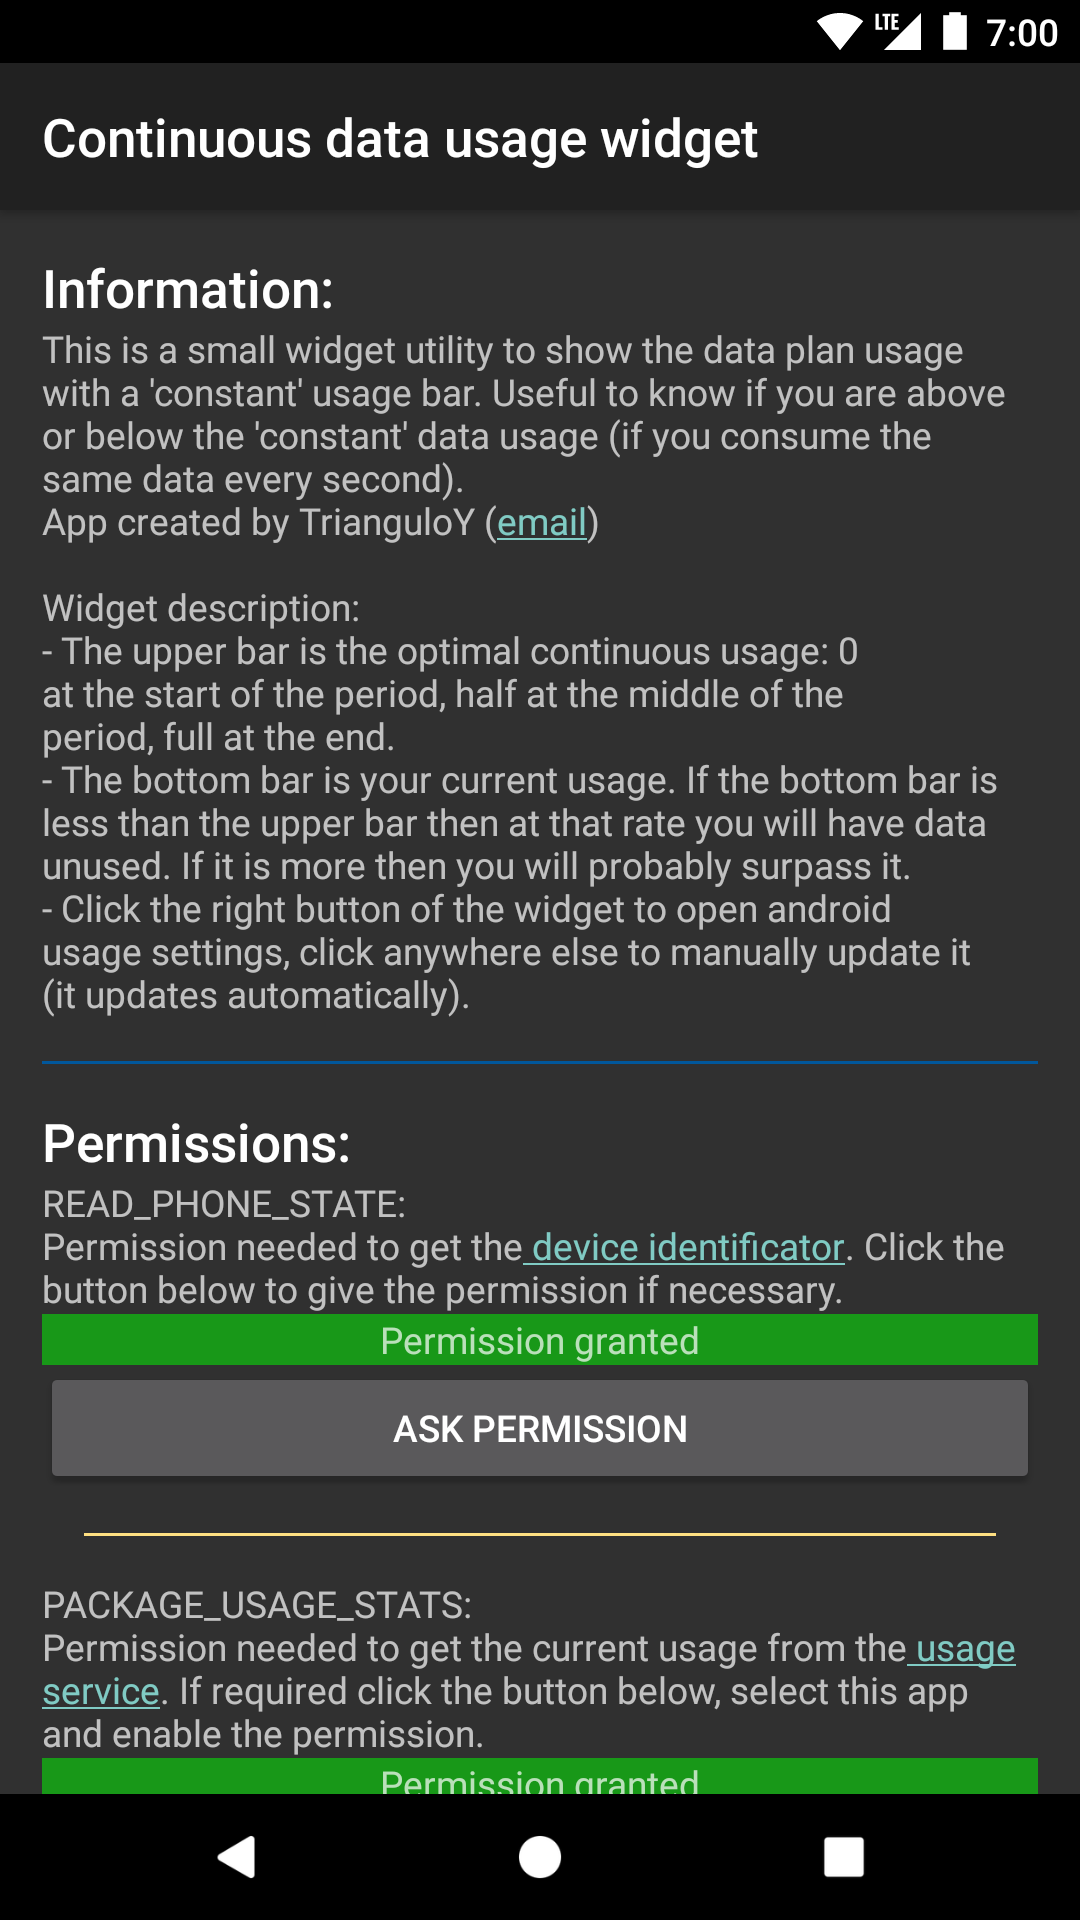 LTE 7:00
Continuous data usage widget
Information:
This is a small widget utility to show the data plan usage
with a 'constant' usage bar. Useful to know if you are above
or below the 'constant' data usage (if you consume the
same data every second).
App created by TrianguloY (email)
Widget description:
- The upper bar is the optimal continuous usage: 0
at the start of the period, half at the middle of the
period, full at the end.
- The bottom bar is your current usage. If the bottom bar is
less than the upper bar then at that rate you will have data
unused. If it is more then you will probably surpass it.
- Click the right button of the widget to open android
usage settings, click anywhere else to manually update it
(it updates automatically).
Permissions:
READ_PHONE_STATE:
Permission needed to get the device identificator. Click the
button below to give the permission if necessary.
Permission granted
ASK PERMISSION
PACKAGE_USAGE_STATS:
Permission needed to get the current usage from the usage
service. If required click the button below, select this app
and enable the permission.
Permission granted